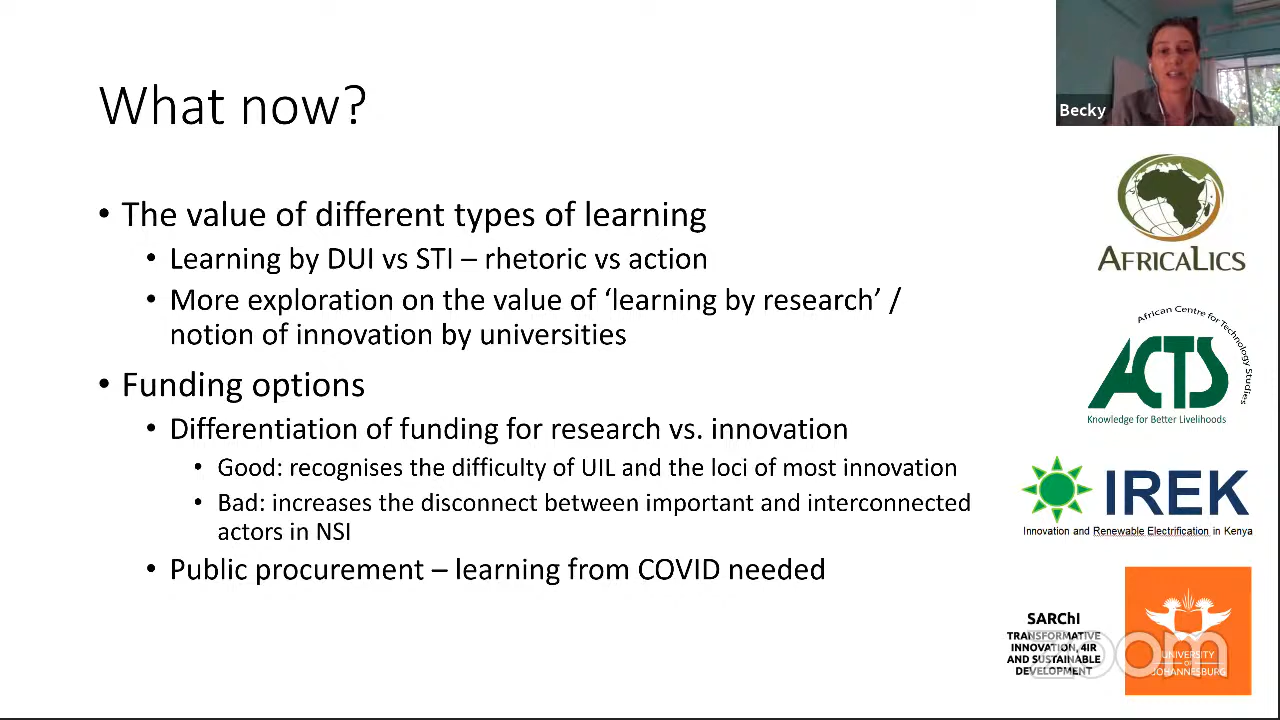 What now?
• The value of different types of learning
• Learning by DUI vs STI – rhetoric vs action
• More exploration on the value of ‘learning by research’ /
notion of innovation by universities
• Funding options
• Differentiation of funding for research vs. innovation
• Good: recognises the difficulty of UIL and the loci of most innovation
• Bad: increases the disconnect between important and interconnected
actors in NSI
• Public procurement – learning from COVID needed
Becky
AFRICALICS
African Centre for Technology Studies
ACTS
Knowledge for Better Livelihoods
IREK
Innovation and Renewable Electrification in Kenya
SARChI
TRANSFORMATIVE
INNOVATION, 4IR
AND SUSTAINABLE
DEVELOPMENT
UNIVERSITY
OF
JOHANNESBURG
zoom